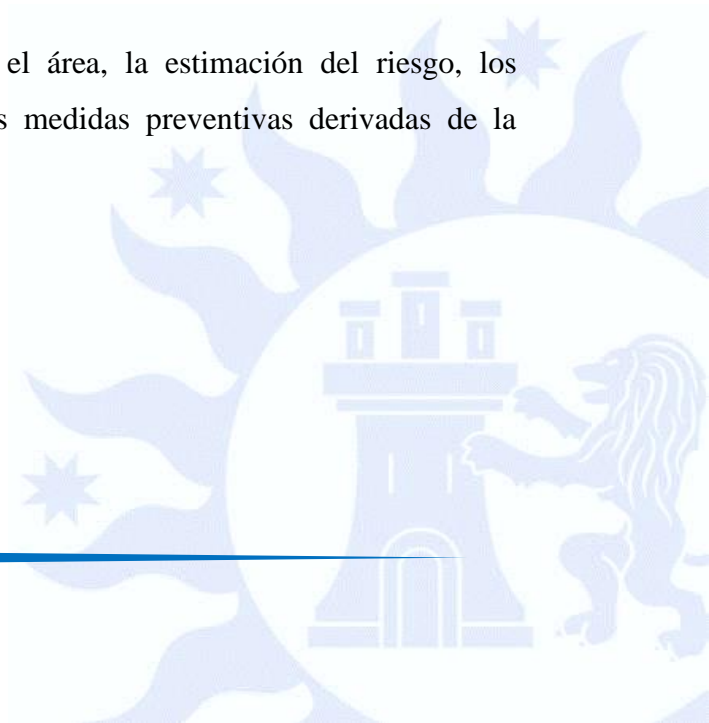 el área, la estimación del riesgo, los
medidas preventivas derivadas de la